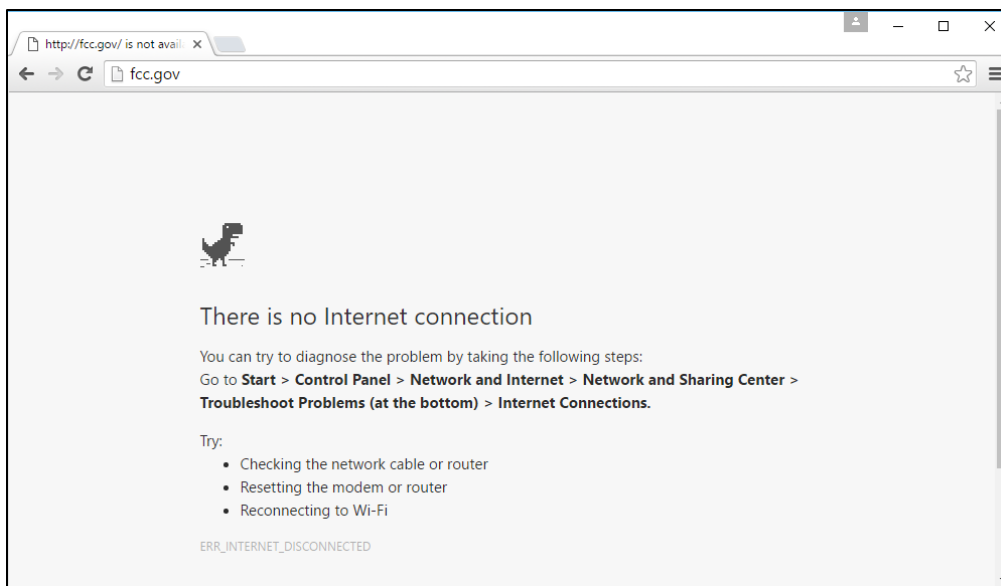 http://fcc.gov/ is not avail
fcc.gov
There is no Internet connection
You can try to diagnose the problem by taking the following steps:
Go to Start > Control Panel > Network and Internet > Network and Sharing Center >
Troubleshoot Problems (at the bottom) > Internet Connections.
Try:
• Checking the network cable or router
• Resetting the modem or router
• Reconnecting to Wi-Fi
ERR_INTERNET_DISCONNECTED